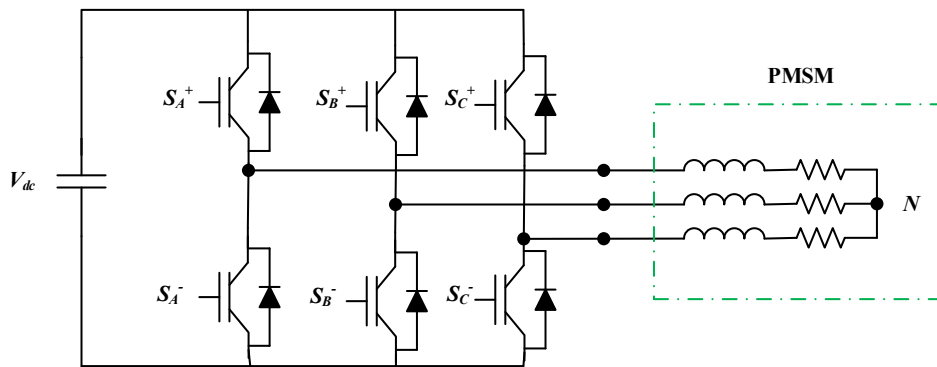 PMSM
S_A^+
S_B^+
S_C^+
V_dc
N
S_A^-
S_B^-
S_C^-